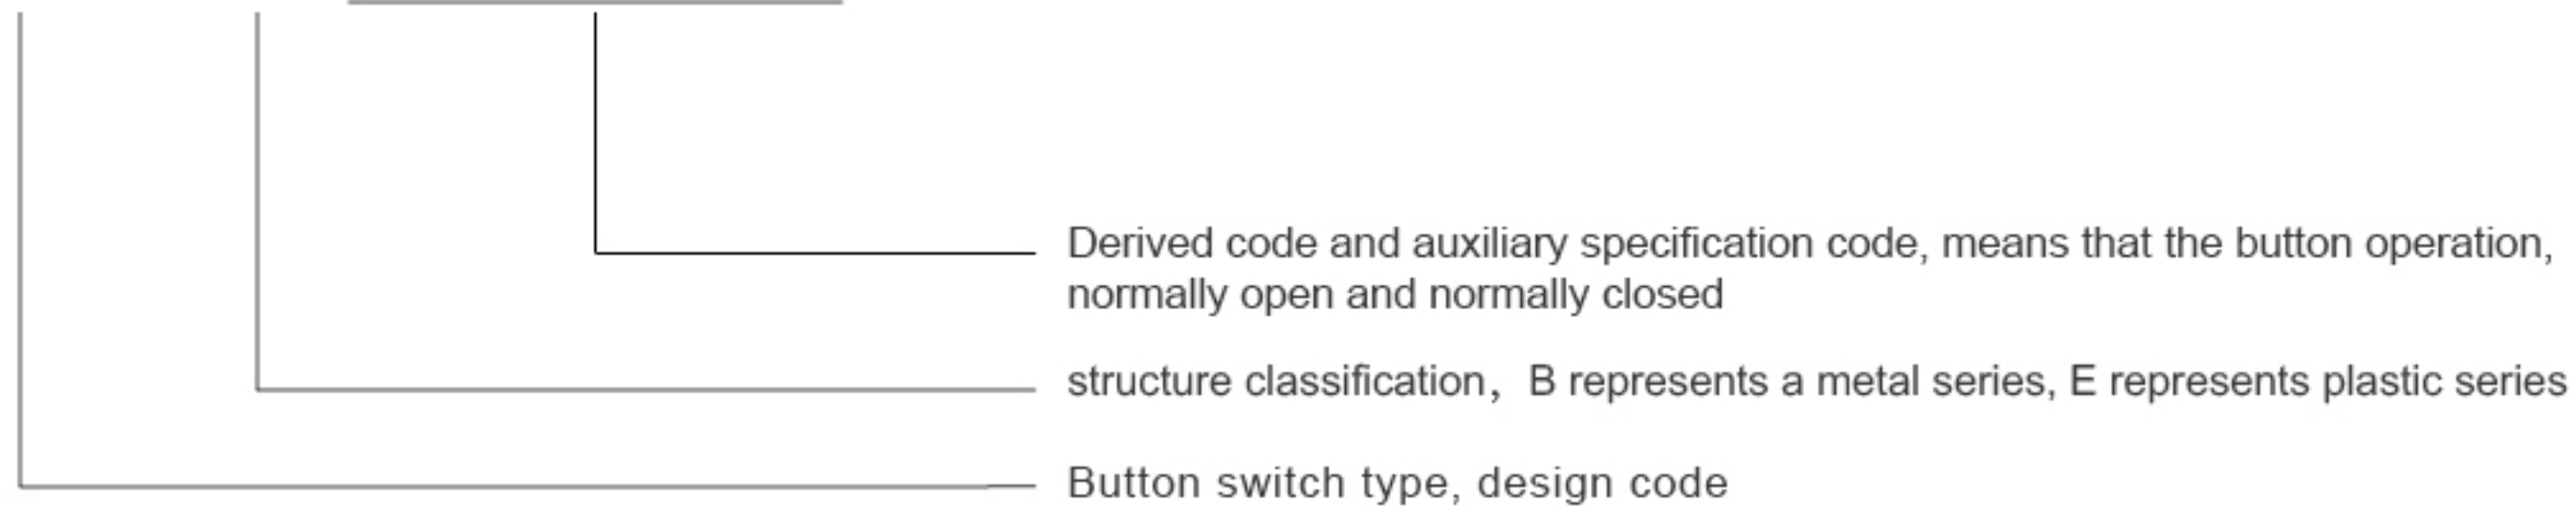 Derived code and auxiliary specification code, means that the button operation,
normally open and normally closed
structure classification，B represents a metal series, E represents plastic series
Button switch type, design code